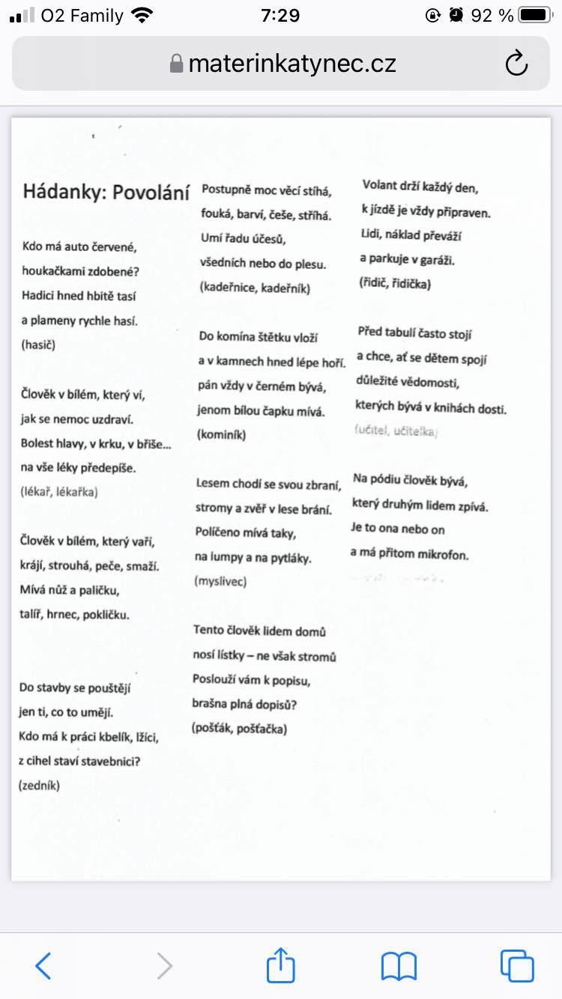 O2 Family
7:29
92 %
materinkatynec.cz
Hádanky: Povolání
Kdo má auto červené,
houkačkami zdobené?
Hadici hned hbitě tasí
a plameny rychle hasí.
(hasič)
Člověk v bílém, který ví,
jak se nemoc uzdraví.
Bolest hlavy, v krku, v břiše...
na vše léky předepíše.
(lékař, lékařka)
Člověk v bílém, který vaří,
krájí, strouhá, peče, smaží.
Mívá nůž a paličku,
talíř, hrnec, pokličku.
Do stavby se pouštějí
jen ti, co to umějí.
Kdo má k práci kbelík, lžíci,
z cihel staví stavebnici?
(zedník)
Postupně moc věcí stíhá,
fouká, barví, češe, stříhá.
Umí řadu účesů,
všedních nebo do plesu.
(kadeřnice, kadeřník)
Do komína štětku vloží
a v kamnech hned lépe hoří.
pán vždy v černém bývá,
jenom bílou čapku mívá.
(kominík)
Lesem chodí se svou zbraní,
stromy a zvěř v lese brání.
Políčeno mívá taky,
na lumpy a na pytláky.
(myslivec)
Tento člověk lidem domů
nosí lístky – ne však stromů
Poslouží vám k popisu,
brašna plná dopisů?
(pošťák, pošťačka)
Volant drží každý den,
k jízdě je vždy připraven.
Lidi, náklad převáží
a parkuje v garáži.
(řidič, řidička)
Před tabulí často stojí
a chce, ať se dětem spojí
důležité vědomosti,
kterých bývá v knihách dosti.
(učitel, učitelka)
Na pódiu člověk bývá,
který druhým lidem zpívá.
Je to ona nebo on
a má přitom mikrofon.